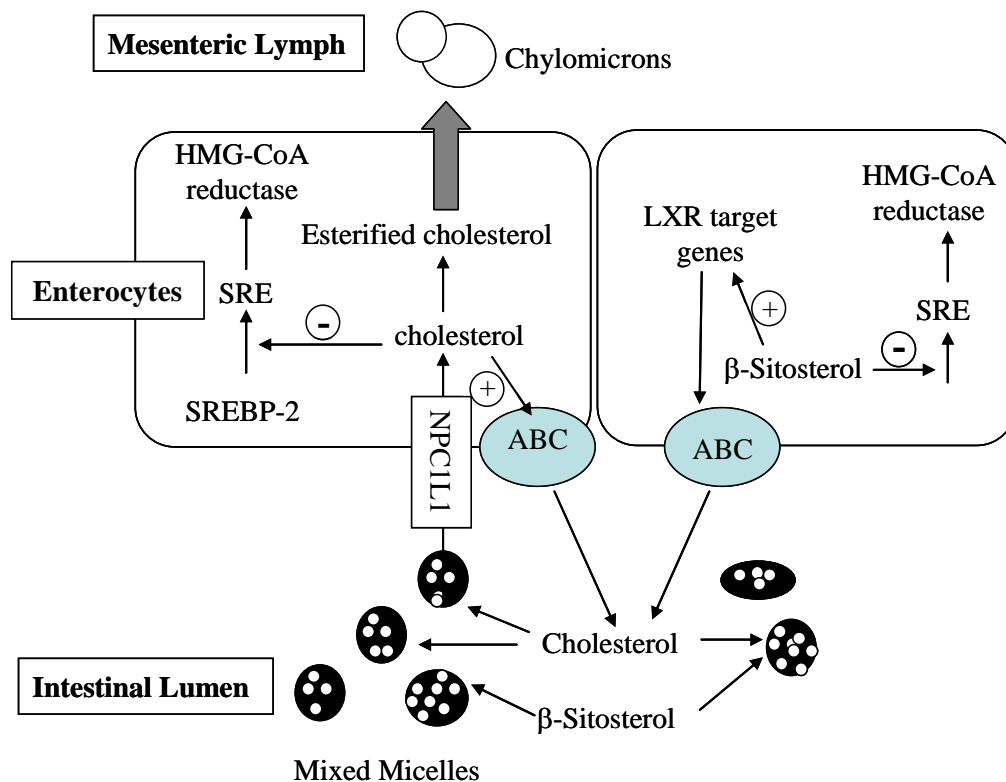 Mesenteric Lymph
Chylomicrons
HMG-CoA
reductase
Esterified cholesterol
Enterocytes
SRE
-
cholesterol
+
SREBP-2
NPC1L1
ABC
HMG-CoA
reductase
LXR target
genes
+
SRE
-
β-Sitosterol
ABC
Cholesterol
Intestinal Lumen
β-Sitosterol
Mixed Micelles